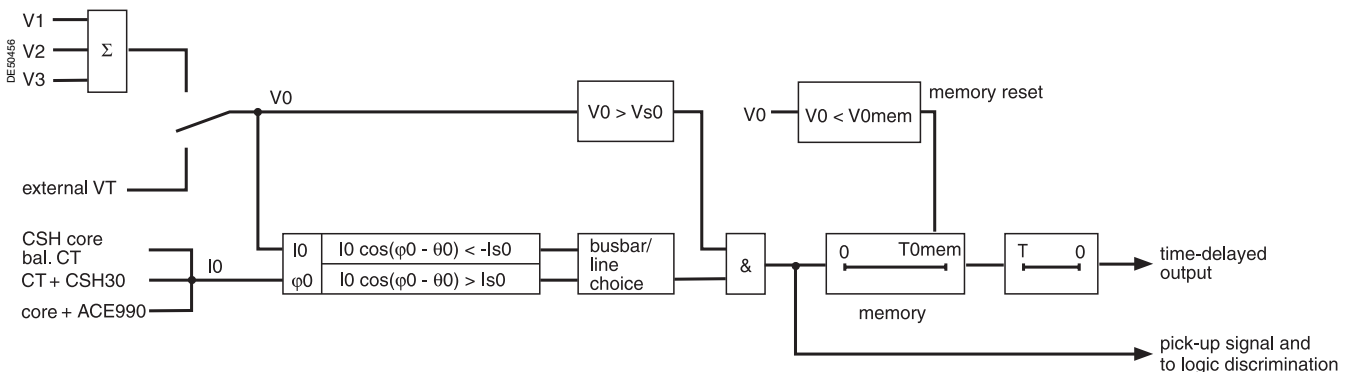 DE50456
V1
V2
V3
Σ
V0
V0 > Vs0
V0
V0 < V0mem
memory reset
external VT
CSH core
bal. CT
CT + CSH30
core + ACE990
I0
I0
φ0
I0 cos(φ0 - θ0) < -Is0
I0 cos(φ0 - θ0) > Is0
busbar/
line
choice
&
0 T0mem
memory
T 0
time-delayed
output
pick-up signal and
to logic discrimination